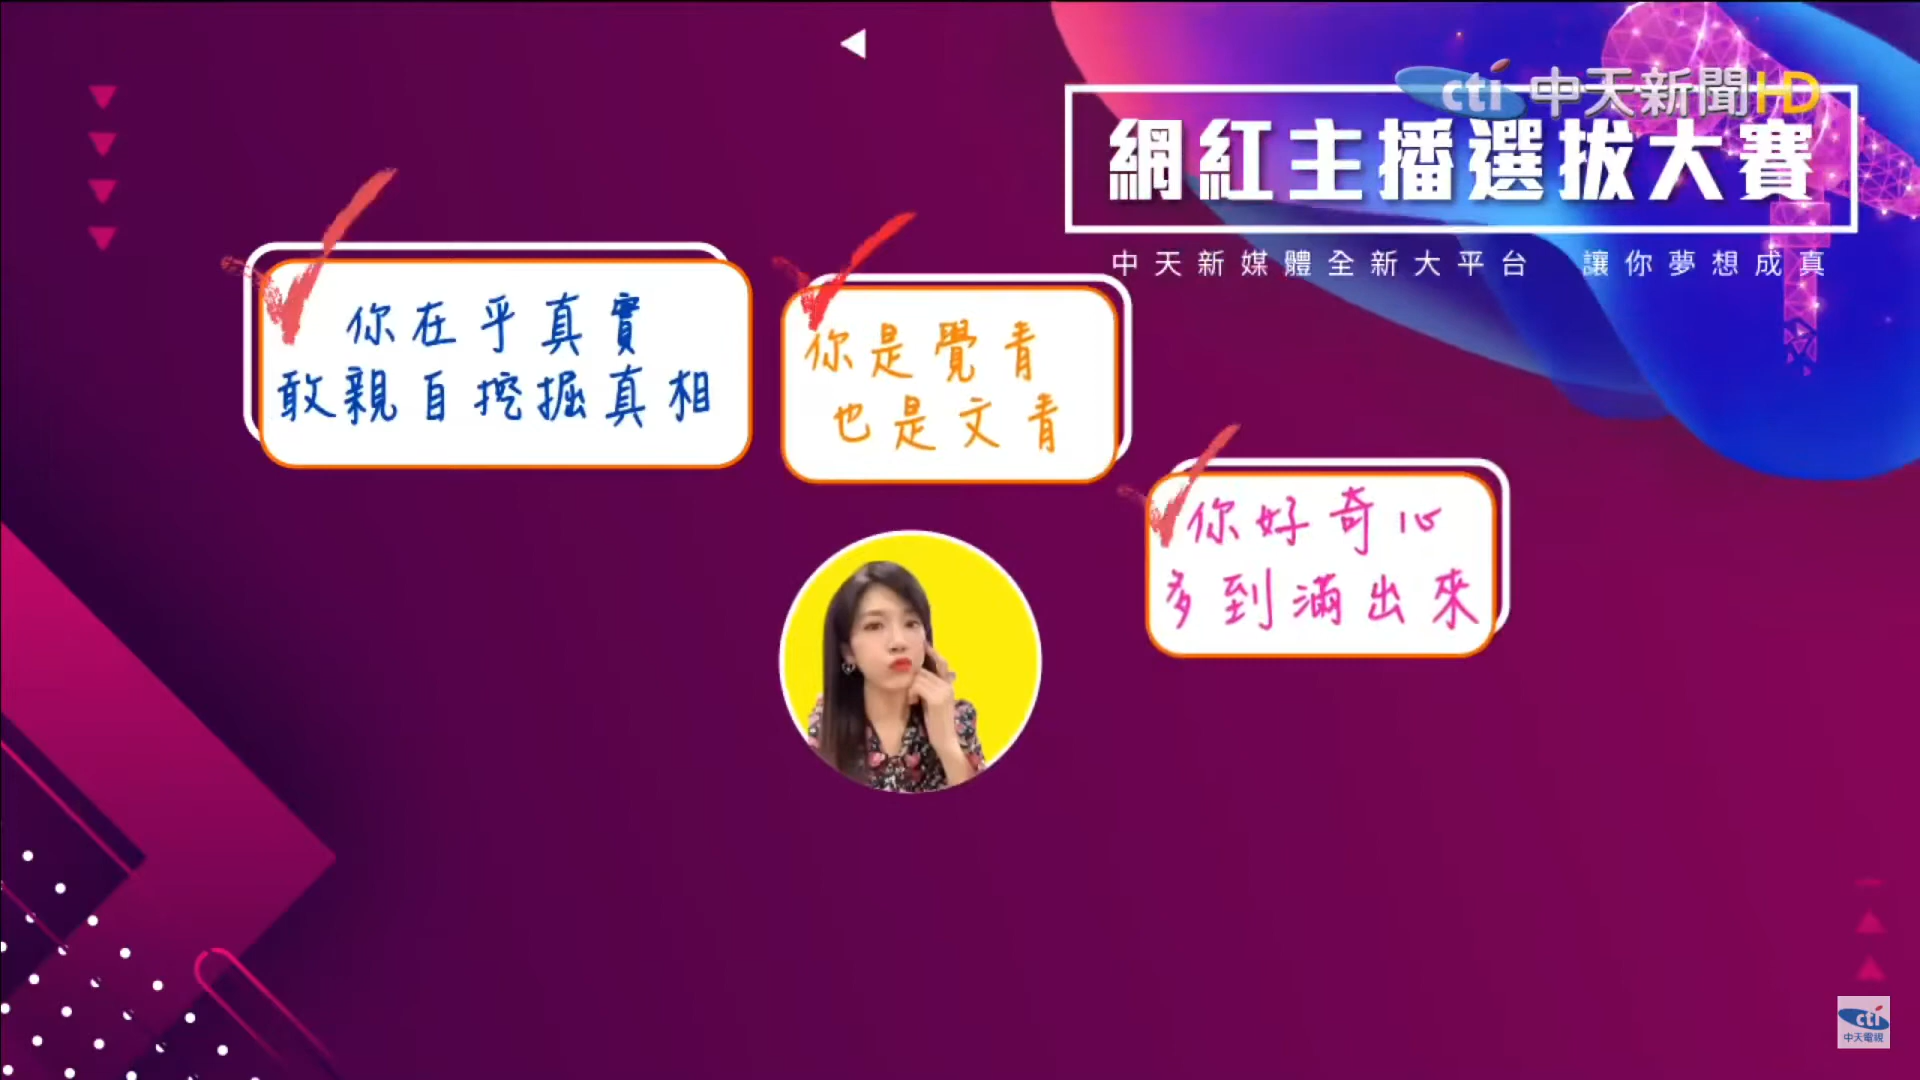 cti 中天新聞HD
網紅主播選拔大賽
中天新媒體全新大平台 讓你夢想成真
你在乎真實
敢親自挖掘真相
你是覺青
也是文青
你好奇心
多到滿出來
cti
中天電視